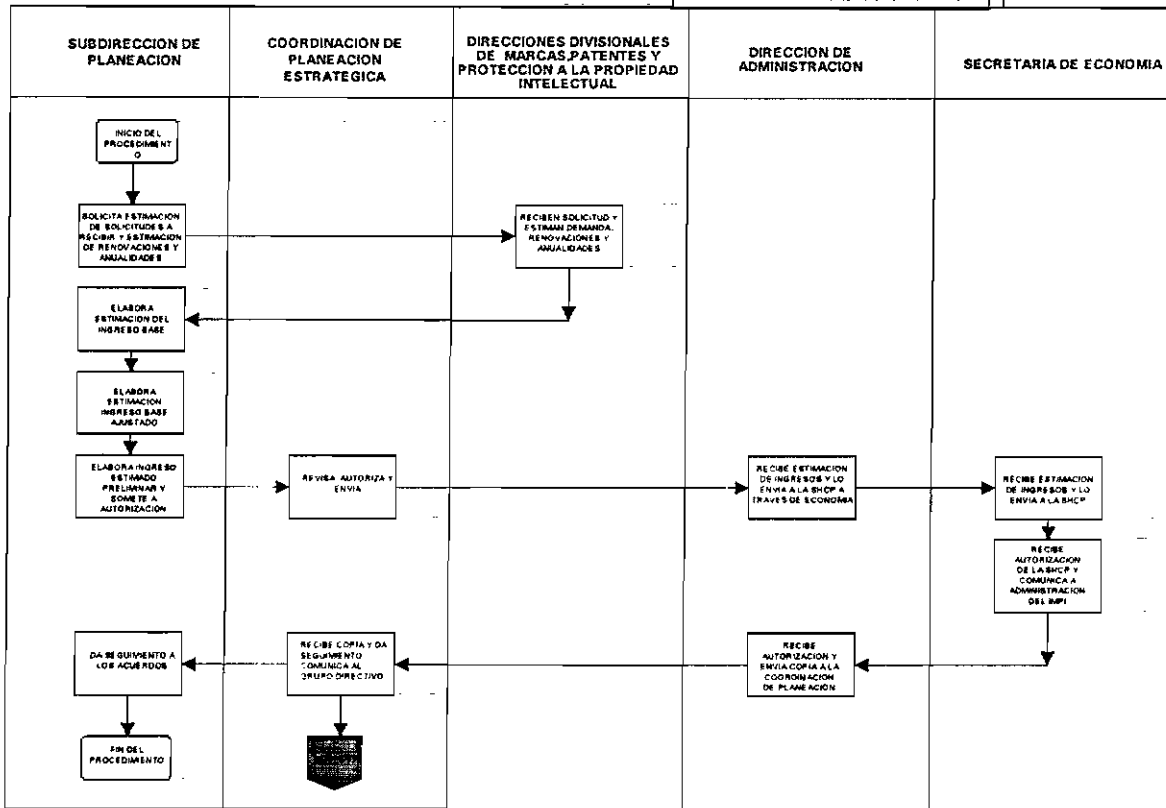 SUBDIRECCION DE
PLANEACION
COORDINACION DE
PLANEACION
ESTRATEGICA
DIRECCIONES DIVISIONALES
DE MARCAS,PATENTES Y
PROTECCION A LA PROPIEDAD
INTELECTUAL
DIRECCION DE
ADMINISTRACION
SECRETARIA DE ECONOMIA
INICIO DEL
PROCEDIMIENT
O
SOLICITA ESTIMACION
DE SOLICITUDES A
RECIBIR Y ESTIMACION
DE RENOVACIONES Y
ANUALIDADES
RECIBEN SOLICITUD Y
ESTIMAN DEMANDA,
RENOVACIONES Y
ANUALIDADES
ELABORA
ESTIMACION DEL
INGRESO BASE
ELABORA
ESTIMACION
INGRESO BASE
AJUSTADO
ELABORA INGRESO
ESTIMADO
PRELIMINAR Y
SOMETE A
AUTORIZACION
REVISA AUTORIZA Y
ENVIA
RECIBE ESTIMACION
DE INGRESOS Y LO
ENVIA A LA SHCP A
TRAVES DE ECONOMIA
RECIBE ESTIMACION
DE INGRESOS Y LO
ENVIA A LA SHCP
RECIBE
AUTORIZACION
DE LA SHCP Y
COMUNICA A
ADMINISTRACION
DEL IMPI
DA SEGUIMIENTO A
LOS ACUERDOS
RECIBE COPIA Y DA
SEGUIMIENTO
COMUNICA AL
GRUPO DIRECTIVO
RECIBE
AUTORIZACION Y
ENVIA COPIA A LA
COORDINACION
DE PLANEACION
FIN DEL
PROCEDIMIENTO